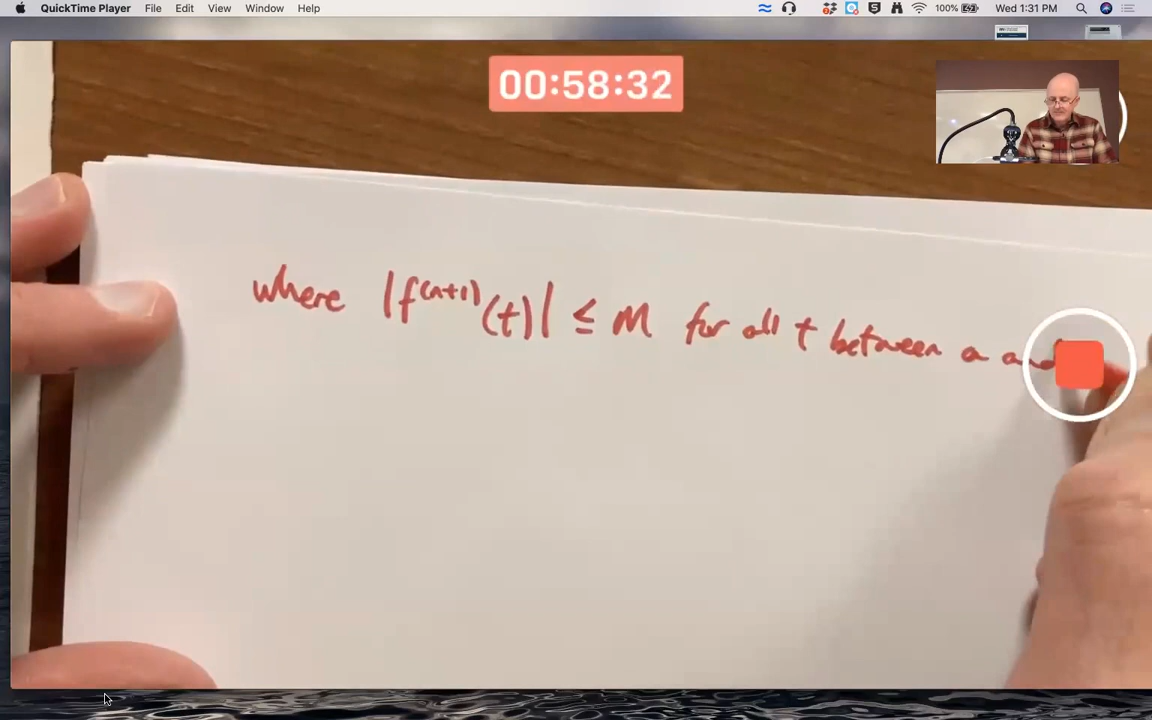 QuickTime Player File Edit View Window Help 100% Wed 1:31 PM
00:58:32
where |f⁽ⁿ⁺¹⁾(t)| ≤ M for all t between a and